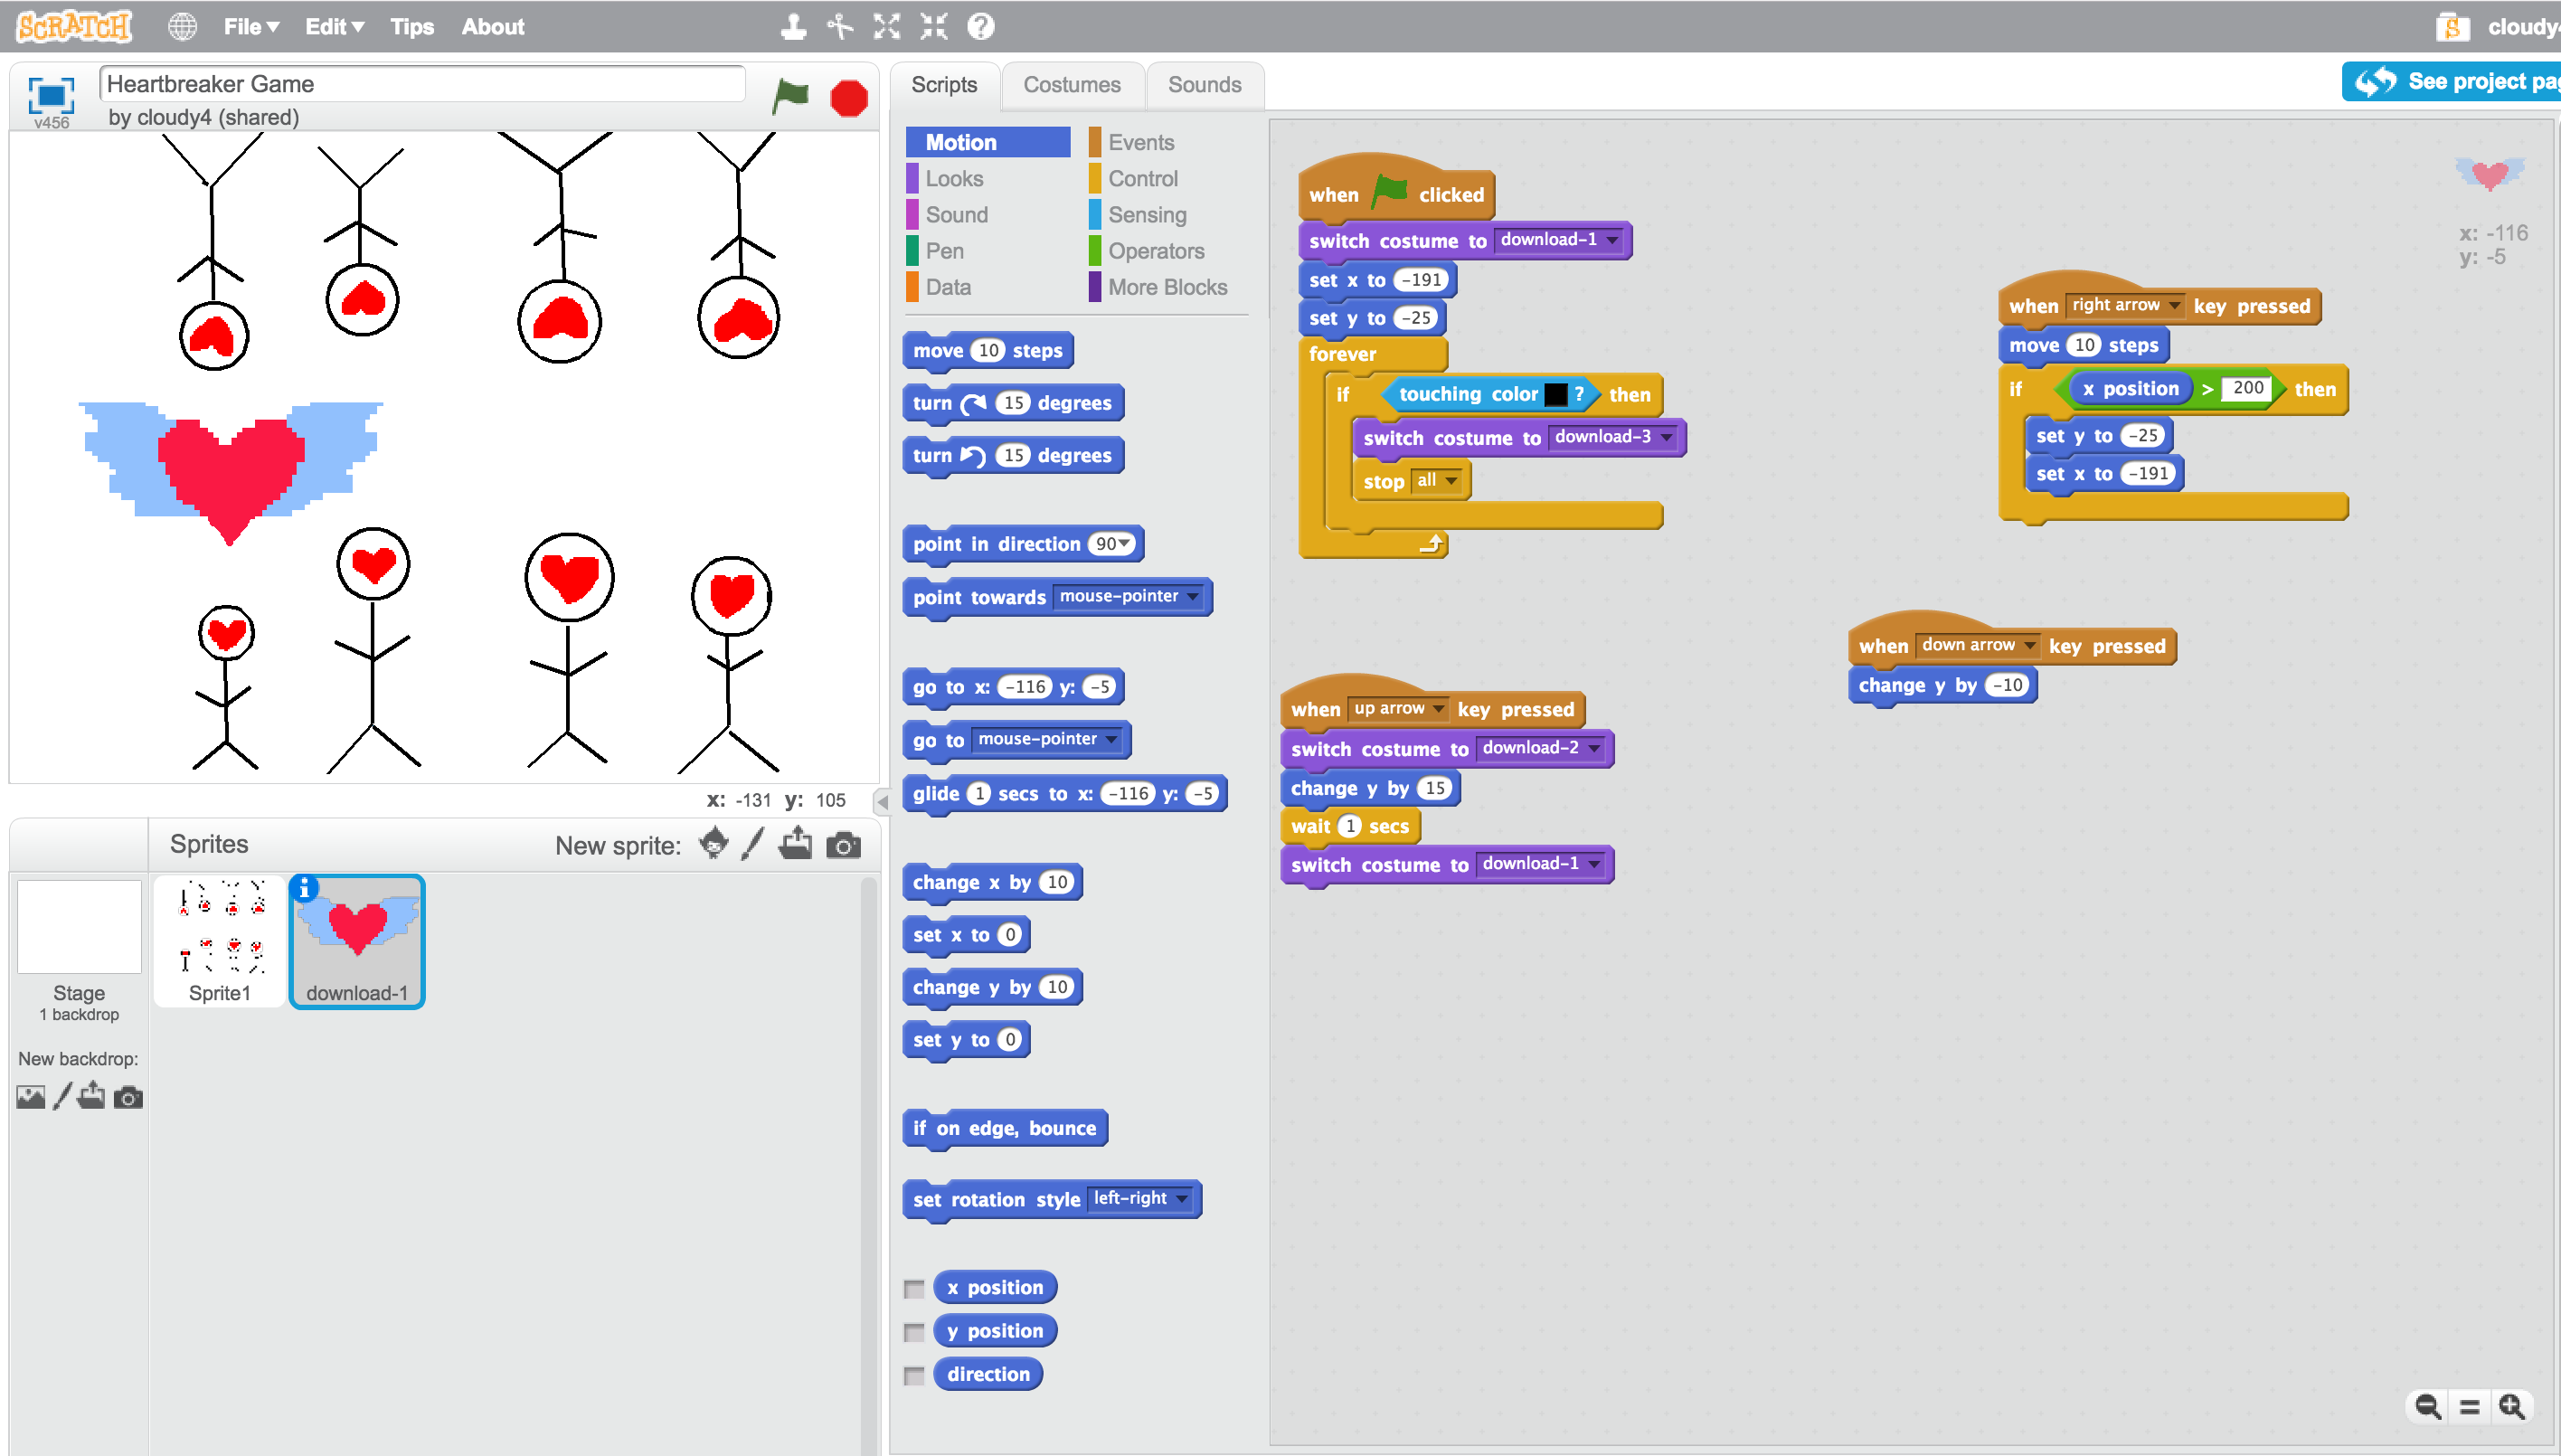 SCRATCH File Edit Tips About cloudy
Heartbreaker Game
v456 by cloudy4 (shared)
Scripts Costumes Sounds
See project pag
Motion Events
Looks Control
Sound Sensing
Pen Operators
Data More Blocks
move 10 steps
turn 15 degrees
turn 15 degrees
point in direction 90
point towards mouse-pointer
go to x: -116 y: -5
go to mouse-pointer
glide 1 secs to x: -116 y: -5
change x by 10
set x to 0
change y by 10
set y to 0
if on edge, bounce
set rotation style left-right
x position
y position
direction
when clicked
switch costume to download-1
set x to -191
set y to -25
forever
if touching color ? then
switch costume to download-3
stop all
x: -116
y: -5
when right arrow key pressed
move 10 steps
if x position > 200 then
set y to -25
set x to -191
when down arrow key pressed
change y by -10
when up arrow key pressed
switch costume to download-2
change y by 15
wait 1 secs
switch costume to download-1
x: -131 y: 105
Sprites New sprite:
Sprite1 download-1
Stage
1 backdrop
New backdrop: